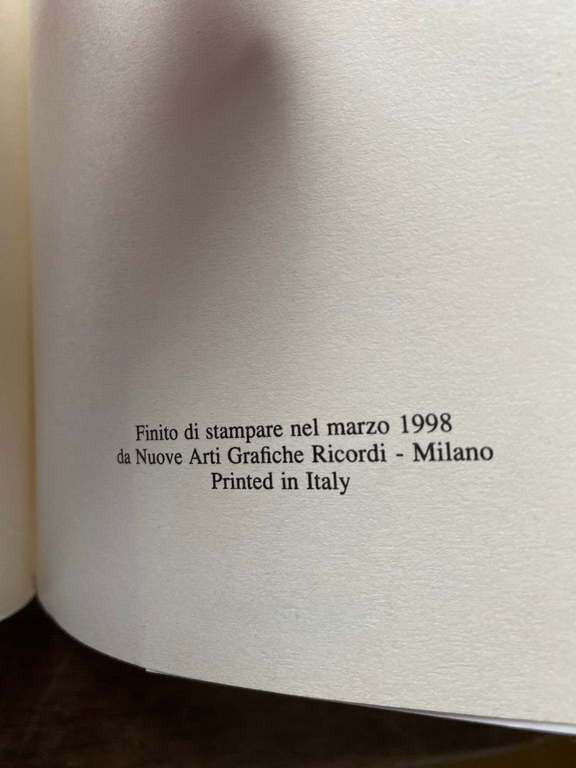 Finito di stampare nel marzo 1998
da Nuove Arti Grafiche Ricordi - Milano
Printed in Italy